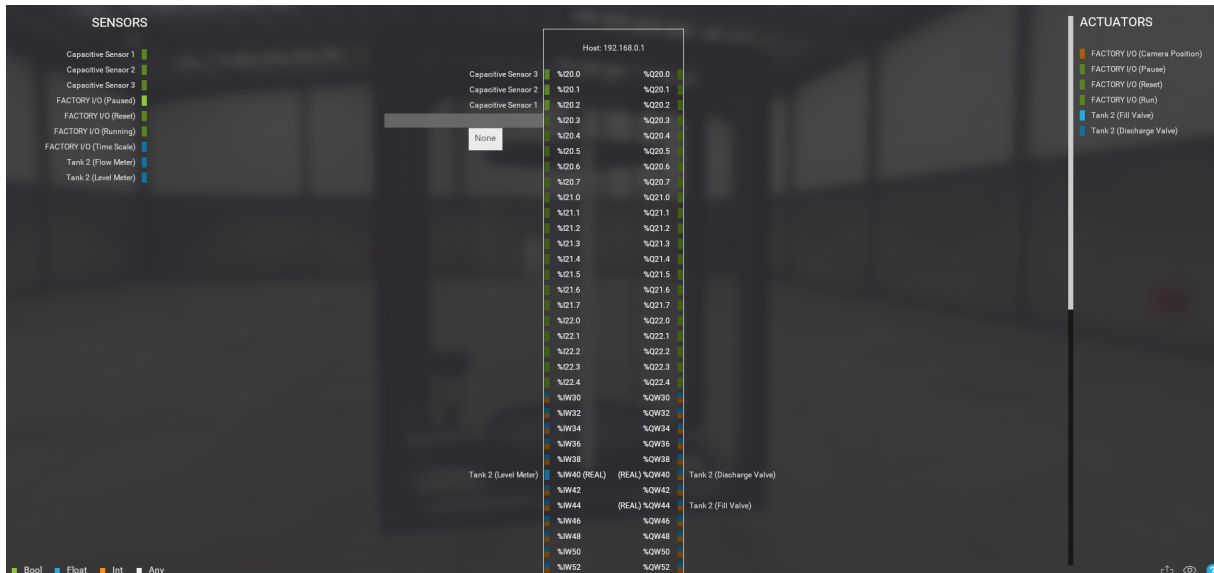 SENSORS
Capacitive Sensor 1
Capacitive Sensor 2
Capacitive Sensor 3
FACTORY I/O (Paused)
FACTORY I/O (Reset)
FACTORY I/O (Running)
FACTORY I/O (Time Scale)
Tank 2 (Flow Meter)
Tank 2 (Level Meter)
Host: 192.168.0.1
Capacitive Sensor 3 %I20.0 %Q20.0
Capacitive Sensor 2 %I20.1 %Q20.1
Capacitive Sensor 1 %I20.2 %Q20.2
%I20.3 %Q20.3
None
%I20.4 %Q20.4
%I20.5 %Q20.5
%I20.6 %Q20.6
%I20.7 %Q20.7
%I21.0 %Q21.0
%I21.1 %Q21.1
%I21.2 %Q21.2
%I21.3 %Q21.3
%I21.4 %Q21.4
%I21.5 %Q21.5
%I21.6 %Q21.6
%I21.7 %Q21.7
%I22.0 %Q22.0
%I22.1 %Q22.1
%I22.2 %Q22.2
%I22.3 %Q22.3
%I22.4 %Q22.4
%IW30 %QW30
%IW32 %QW32
%IW34 %QW34
%IW36 %QW36
%IW38 %QW38
Tank 2 (Level Meter) %IW40 (REAL) (REAL) %QW40 Tank 2 (Discharge Valve)
%IW42 %QW42
%IW44 (REAL) %QW44 Tank 2 (Fill Valve)
%IW46 %QW46
%IW48 %QW48
%IW50 %QW50
%IW52 %QW52
ACTUATORS
FACTORY I/O (Camera Position)
FACTORY I/O (Pause)
FACTORY I/O (Reset)
FACTORY I/O (Run)
Tank 2 (Fill Valve)
Tank 2 (Discharge Valve)
Bool Float Int Any
?